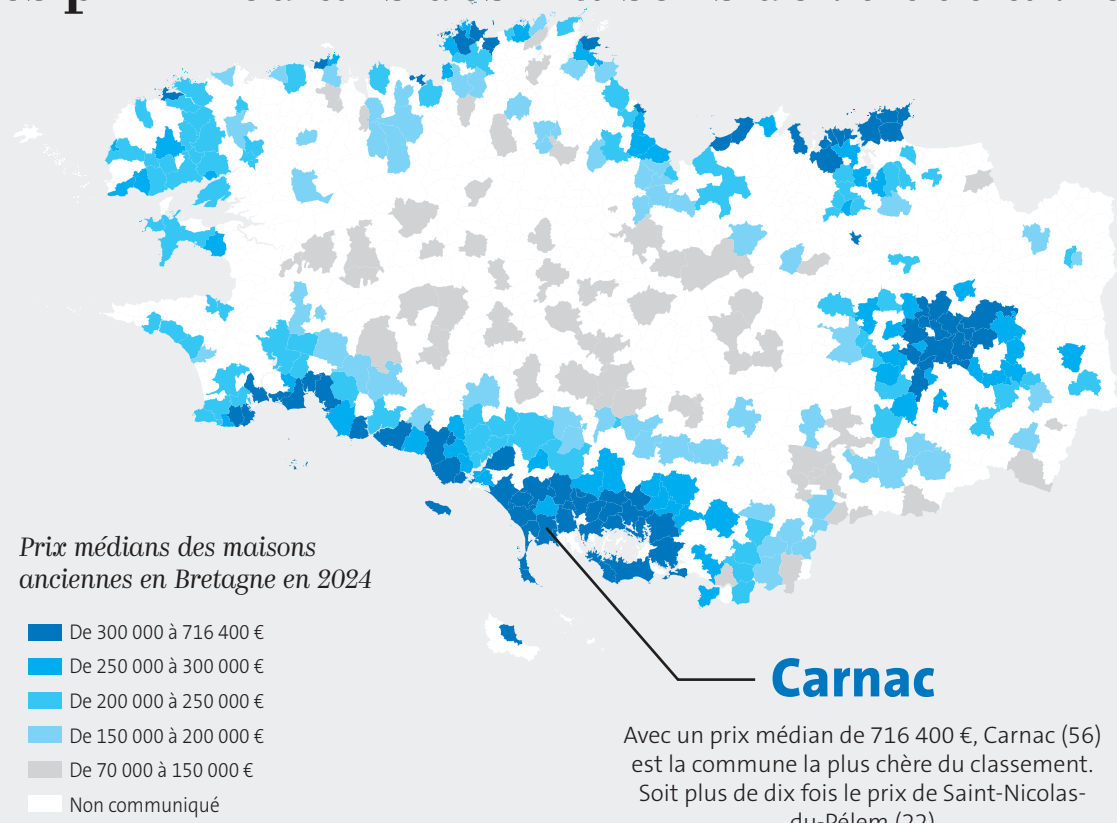 Prix médians des maisons
anciennes en Bretagne en 2024
De 300 000 à 716 400 €
De 250 000 à 300 000 €
De 200 000 à 250 000 €
De 150 000 à 200 000 €
De 70 000 à 150 000 €
Non communiqué
Carnac
Avec un prix médian de 716 400 €, Carnac (56)
est la commune la plus chère du classement.
Soit plus de dix fois le prix de Saint-Nicolas-
du-Pélem (22)